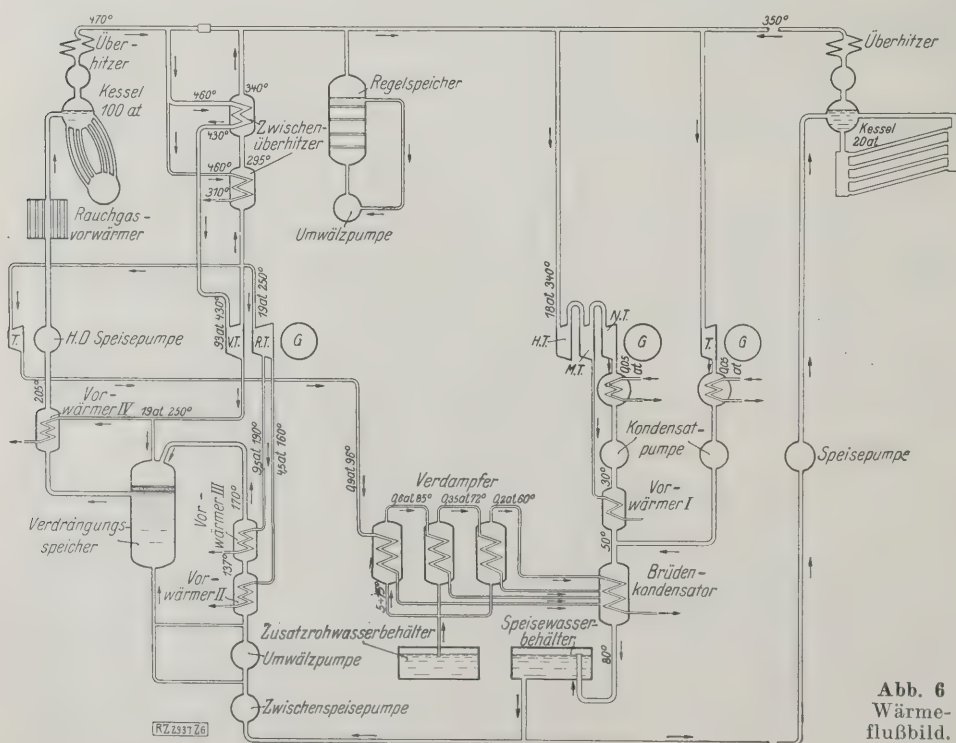 470°
350°
Über-
hitzer
Überhitzer
Kessel
100 at
Regelspeicher
460°
340°
430°
Zwischen-
überhitzer
Kessel
20at
460°
295°
310°
Rauchgas-
vorwärmer
Umwälzpumpe
19at 250°
18at 340°
93at 430°
T.
H.D Speisepumpe
V.T.
R.T.
G
H.T.
M.T.
N.T.
G
T.
G
0,05
at
0,05
at
205°
Vor-
wärmer IV
19at 250°
9,5at 190°
4,5at 160°
Kondensat-
pumpe
Speisepumpe
Verdampfer
0,9at 96°
0,6at 85°
0,35at 72°
0,2at 60°
30°
Vor-
wärmer I
170°
Vor-
wärmer III
50°
Verdrängungs-
speicher
137°
Vor-
wärmer II
5÷15°
Brüden-
kondensator
Zusatzrohwasserbehälter
Speisewasser-
behälter
80°
Umwälzpumpe
Zwischenspeisepumpe
RZ2937Z6
Abb. 6
Wärme-
flußbild.